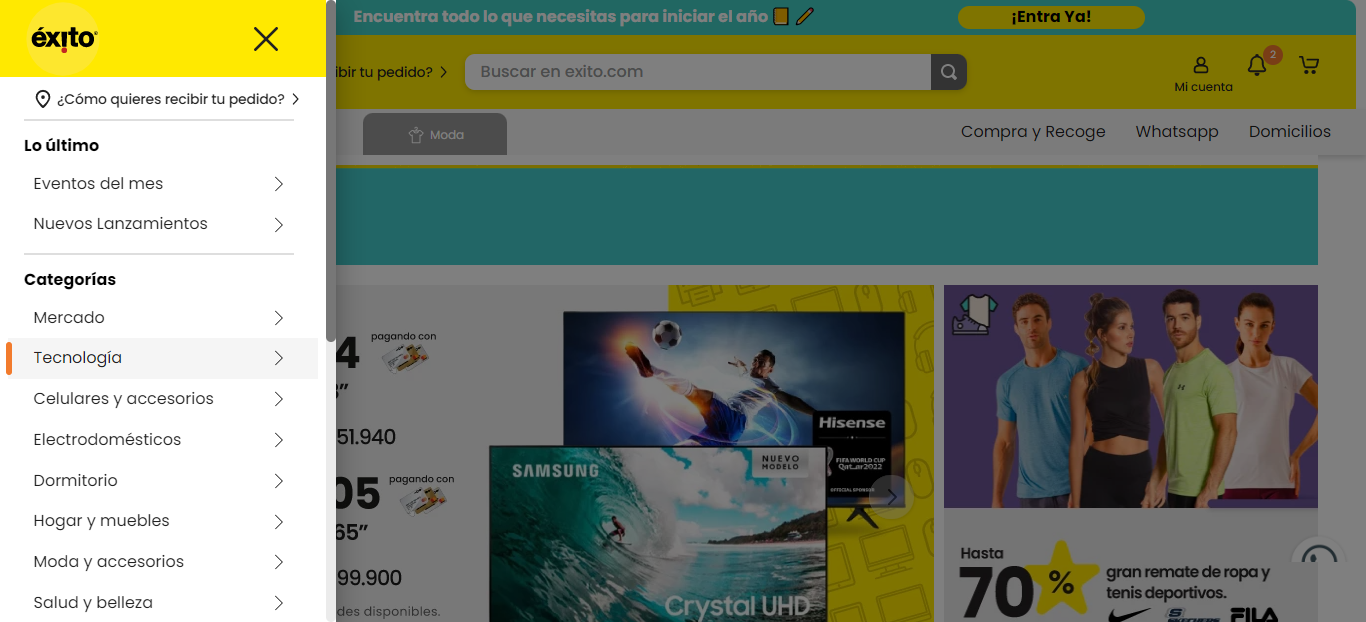 Encuentra todo lo que necesitas para iniciar el año
¡Entra Ya!
éxito
ibir tu pedido?
Buscar en exito.com
2
Mi cuenta
¿Cómo quieres recibir tu pedido?
Moda
Compra y Recoge
Whatsapp
Domicilios
Lo último
Eventos del mes
Nuevos Lanzamientos
Categorías
Mercado
Tecnología
Celulares y accesorios
Electrodomésticos
Dormitorio
Hogar y muebles
Moda y accesorios
Salud y belleza
4
pagando con
51.940
05
pagando con
65”
99.900
des disponibles.
Hisense
FIFA WORLD CUP
Qatar2022
OFFICIAL SPONSOR
SAMSUNG
NUEVO
MODELO
Crystal UHD
Hasta
70%
gran remate de ropa y
tenis deportivos.
SKECHERS
FILA